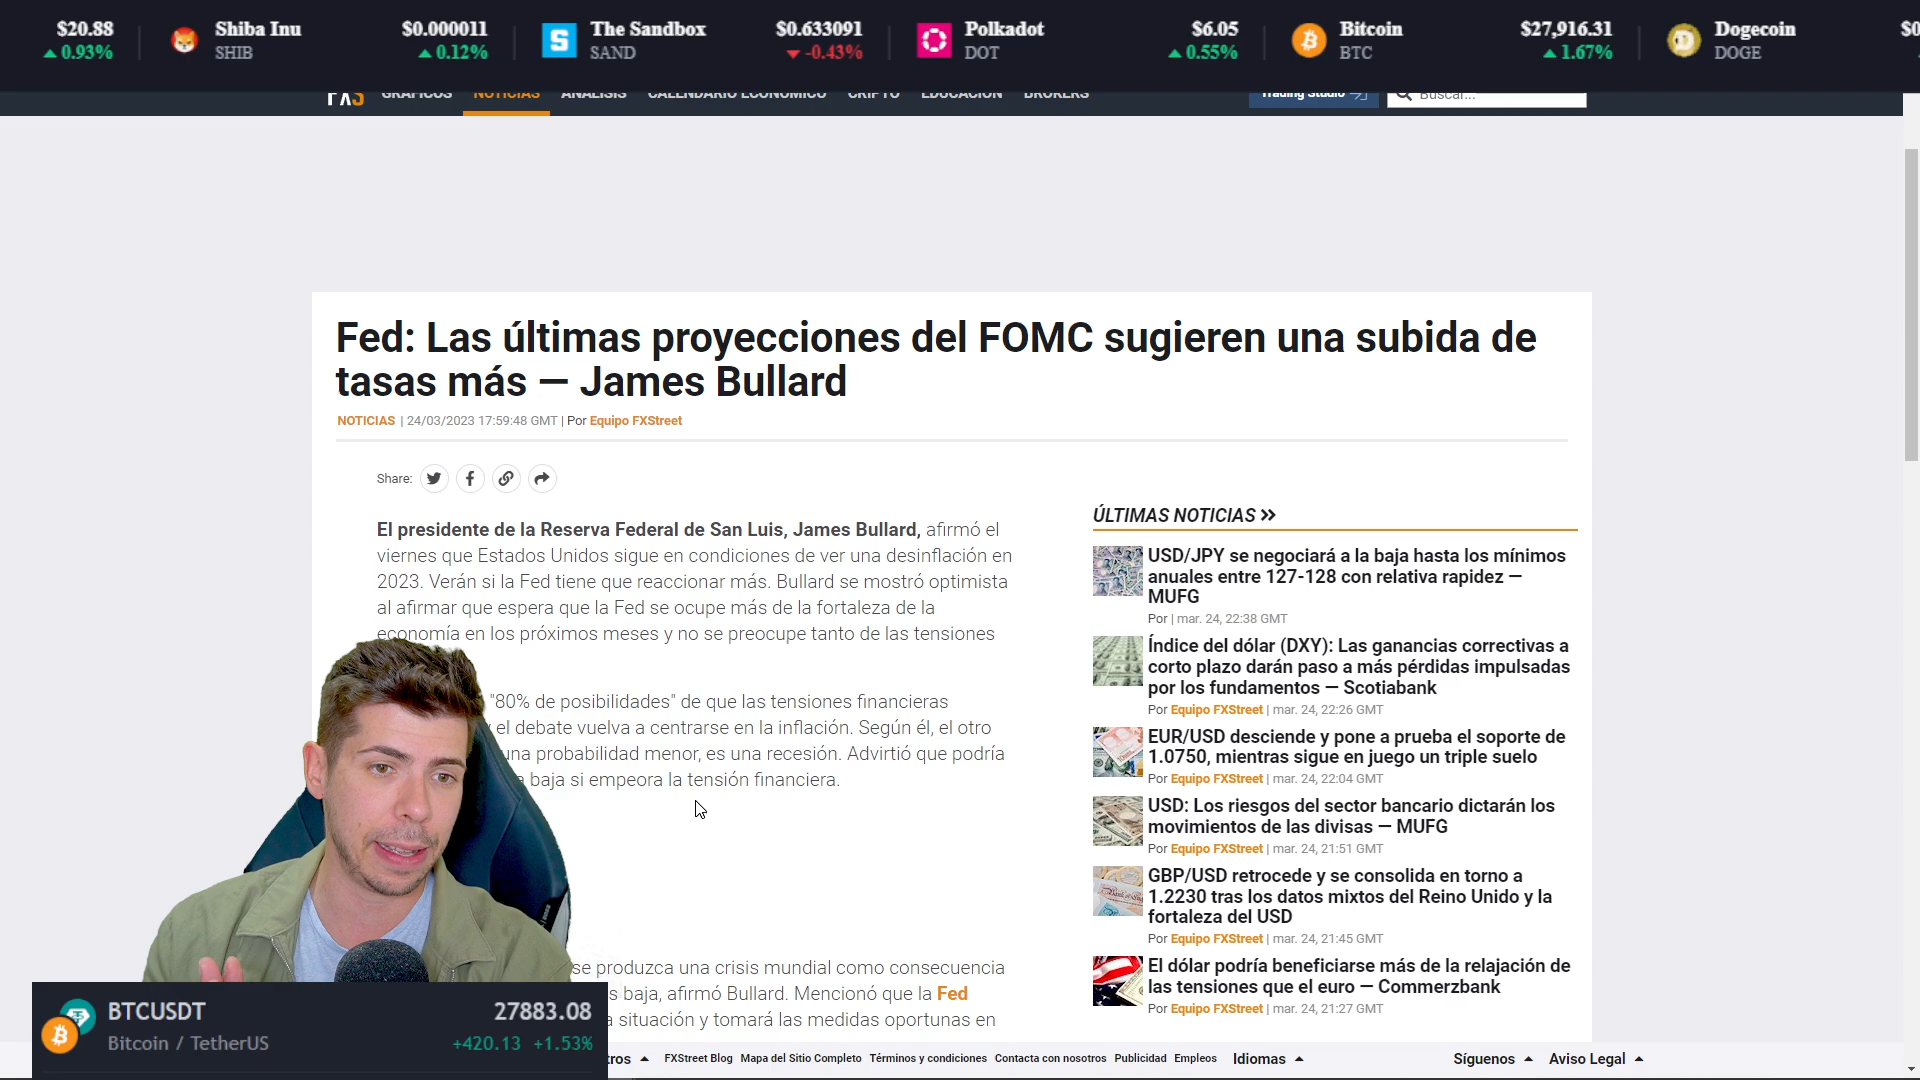 $20.88
0.93%
Shiba Inu
SHIB
$0.000011
0.12%
The Sandbox
SAND
$0.633091
-0.43%
Polkadot
DOT
$6.05
0.55%
Bitcoin
BTC
$27,916.31
1.67%
Dogecoin
DOGE
$0
FXS GRÁFICOS NOTICIAS ANÁLISIS CALENDARIO ECONÓMICO CRIPTO EDUCACIÓN BROKERS Trading Studio Buscar...
Fed: Las últimas proyecciones del FOMC sugieren una subida de
tasas más — James Bullard
NOTICIAS | 24/03/2023 17:59:48 GMT | Por Equipo FXStreet
Share:
El presidente de la Reserva Federal de San Luis, James Bullard, afirmó el
viernes que Estados Unidos sigue en condiciones de ver una desinflación en
2023. Verán si la Fed tiene que reaccionar más. Bullard se mostró optimista
al afirmar que espera que la Fed se ocupe más de la fortaleza de la
economía en los próximos meses y no se preocupe tanto de las tensiones
"80% de posibilidades" de que las tensiones financieras
y el debate vuelva a centrarse en la inflación. Según él, el otro
una probabilidad menor, es una recesión. Advirtió que podría
a baja si empeora la tensión financiera.
se produzca una crisis mundial como consecuencia
s baja, afirmó Bullard. Mencionó que la Fed
a situación y tomará las medidas oportunas en
ÚLTIMAS NOTICIAS
USD/JPY se negociará a la baja hasta los mínimos
anuales entre 127-128 con relativa rapidez —
MUFG
Por | mar. 24, 22:38 GMT
Índice del dólar (DXY): Las ganancias correctivas a
corto plazo darán paso a más pérdidas impulsadas
por los fundamentos — Scotiabank
Por Equipo FXStreet | mar. 24, 22:26 GMT
EUR/USD desciende y pone a prueba el soporte de
1.0750, mientras sigue en juego un triple suelo
Por Equipo FXStreet | mar. 24, 22:04 GMT
USD: Los riesgos del sector bancario dictarán los
movimientos de las divisas — MUFG
Por Equipo FXStreet | mar. 24, 21:51 GMT
GBP/USD retrocede y se consolida en torno a
1.2230 tras los datos mixtos del Reino Unido y la
fortaleza del USD
Por Equipo FXStreet | mar. 24, 21:45 GMT
El dólar podría beneficiarse más de la relajación de
las tensiones que el euro — Commerzbank
Por Equipo FXStreet | mar. 24, 21:27 GMT
BTCUSDT
27883.08
Bitcoin / TetherUS
+420.13 +1.53%
tros FXStreet Blog Mapa del Sitio Completo Términos y condiciones Contacta con nosotros Publicidad Empleos Idiomas Síguenos Aviso Legal